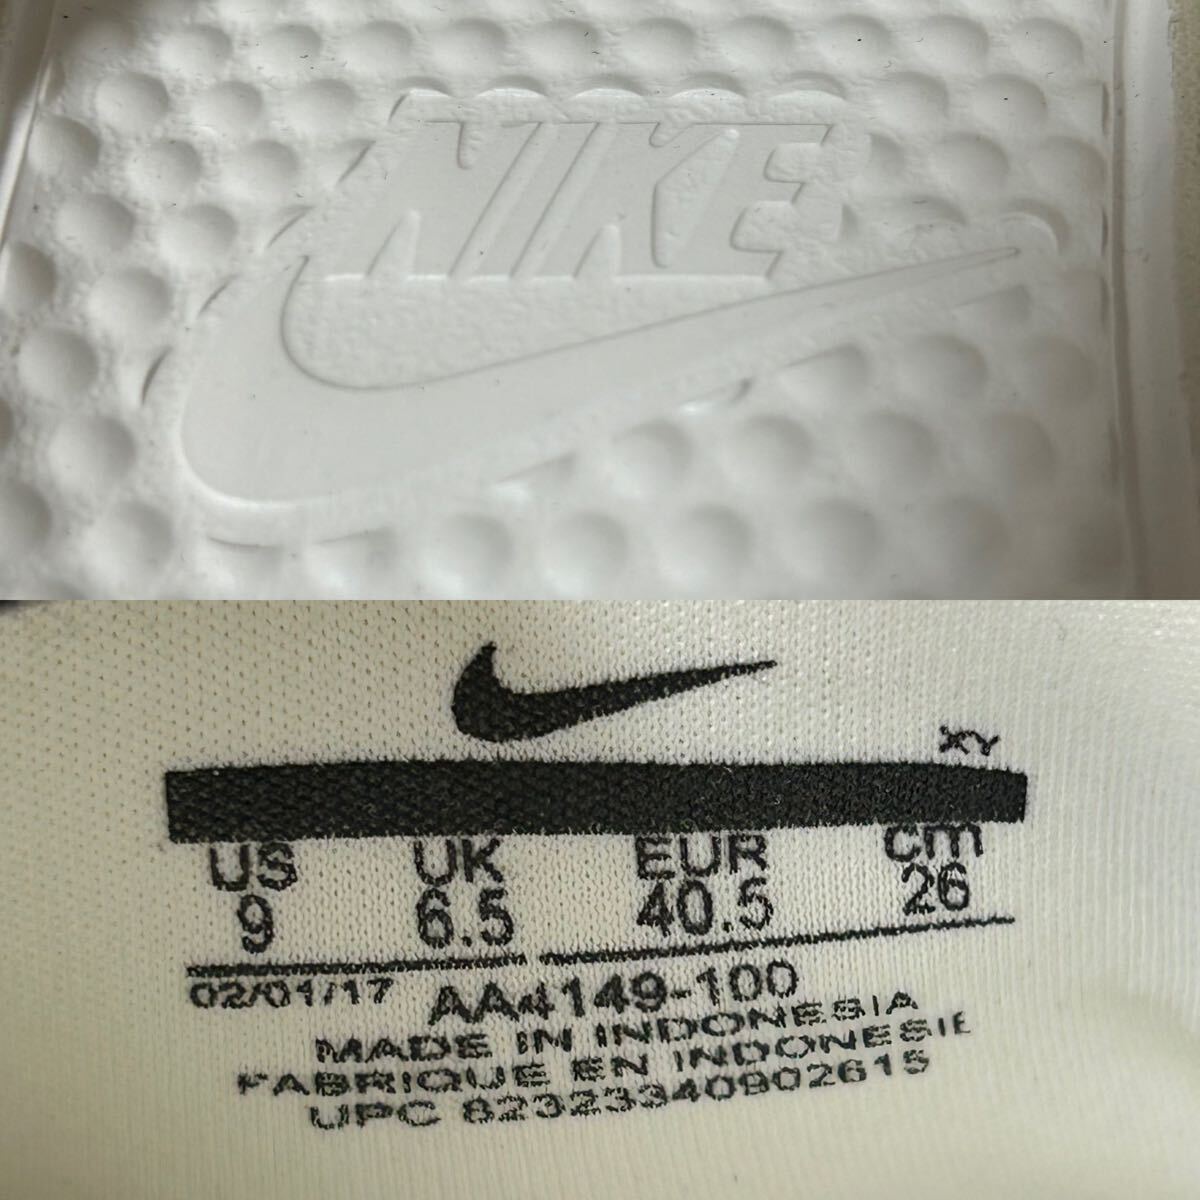 NIKE
XY
US UK EUR cm
9 6.5 40.5 26
02/01/17 AA4149-100
MADE IN INDONESIA
FABRIQUE EN INDONESIE
UPC 82323340902615